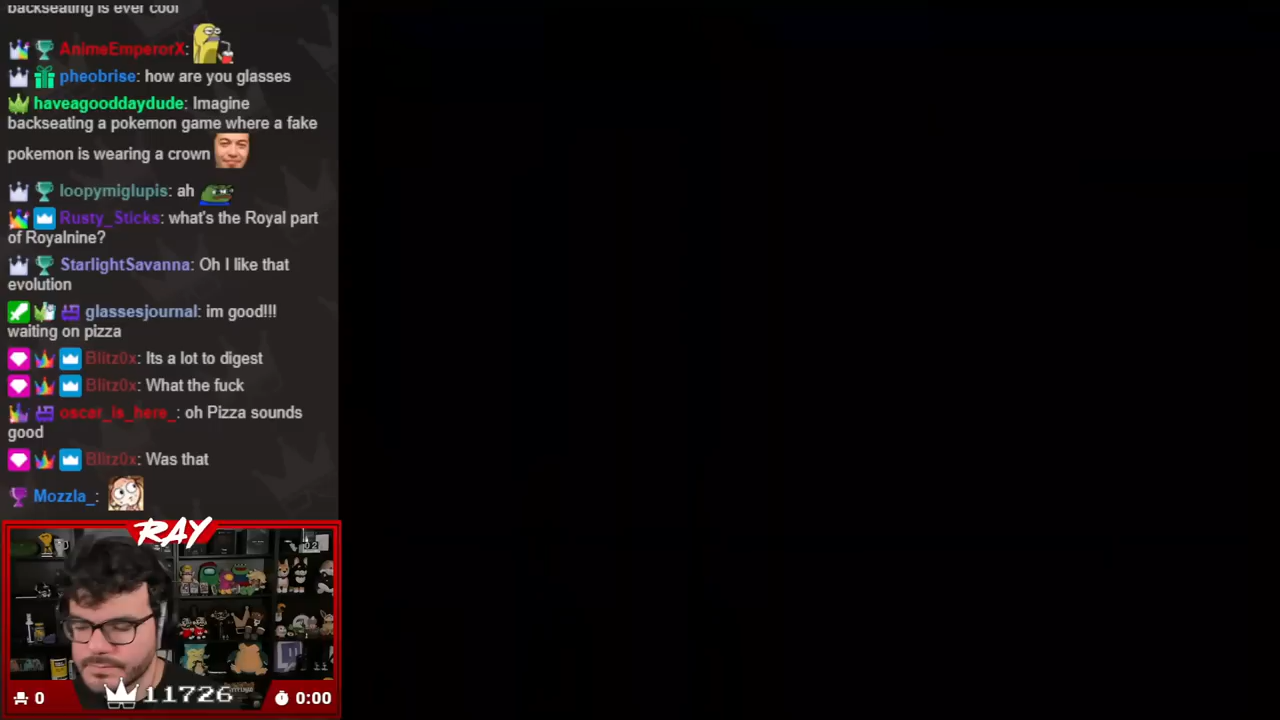 backseating is ever cool
AnimeEmperorX:
pheobrise: how are you glasses
haveagooddaydude: Imagine
backseating a pokemon game where a fake
pokemon is wearing a crown
loopymiglupis: ah
Rusty_Sticks: what's the Royal part
of Royalnine?
StarlightSavanna: Oh I like that
evolution
glassesjournal: im good!!!
waiting on pizza
Blitz0x: Its a lot to digest
Blitz0x: What the fuck
oscar_is_here_: oh Pizza sounds
good
Blitz0x: Was that
Mozzla_:
RAY
0
11726
0:00